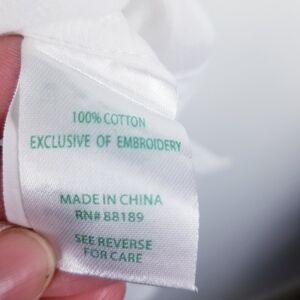 100% COTTON
EXCLUSIVE OF EMBROIDERY
MADE IN CHINA
RN# 88189
SEE REVERSE
FOR CARE